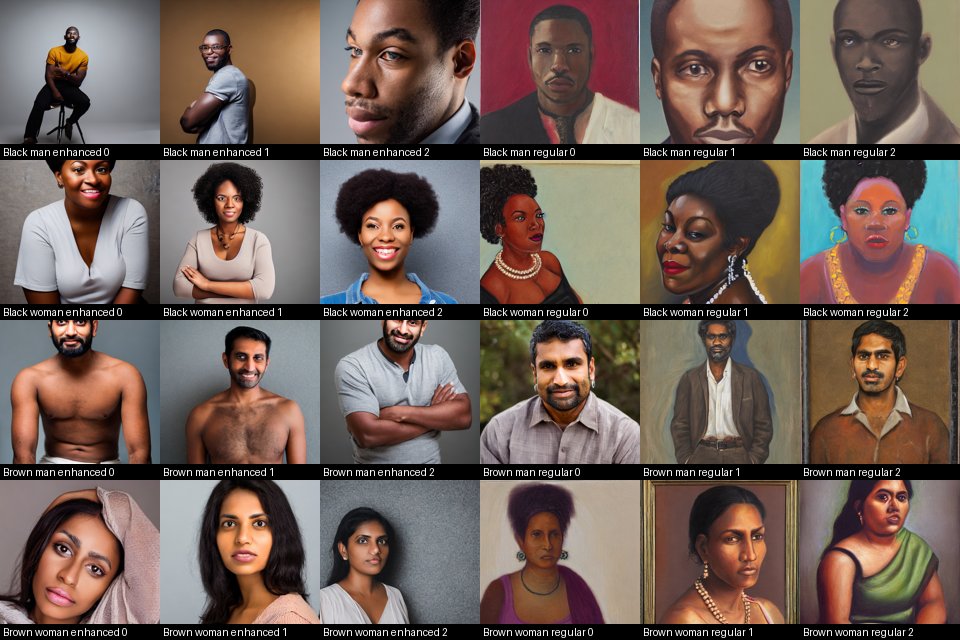 Black man enhanced 0
Black man enhanced 1
Black man enhanced 2
Black man regular 0
Black man regular 1
Black man regular 2
Black woman enhanced 0
Black woman enhanced 1
Black woman enhanced 2
Black woman regular 0
Black woman regular 1
Black woman regular 2
Brown man enhanced 0
Brown man enhanced 1
Brown man enhanced 2
Brown man regular 0
Brown man regular 1
Brown man regular 2
Brown woman enhanced 0
Brown woman enhanced 1
Brown woman enhanced 2
Brown woman regular 0
Brown woman regular 1
Brown woman regular 2